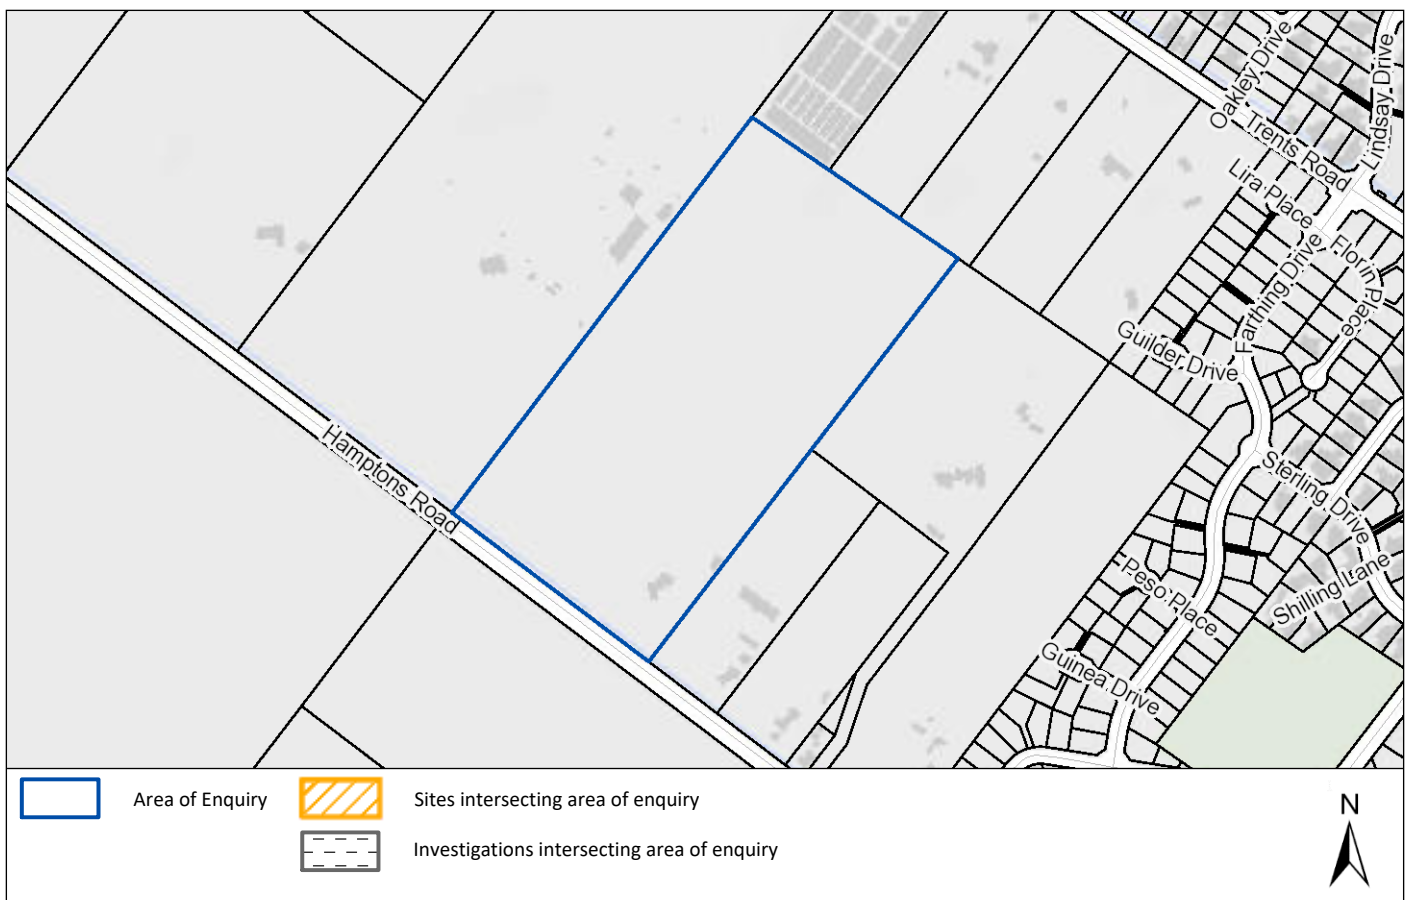 Oakley Drive
Lindsay Drive
Trents Road
Lira Place
Florin Place
Farthing Drive
Guilder Drive
Hamptons Road
Sterling Drive
Peso Place
Shilling Lane
Guinea Drive
Area of Enquiry
Sites intersecting area of enquiry
N
Investigations intersecting area of enquiry